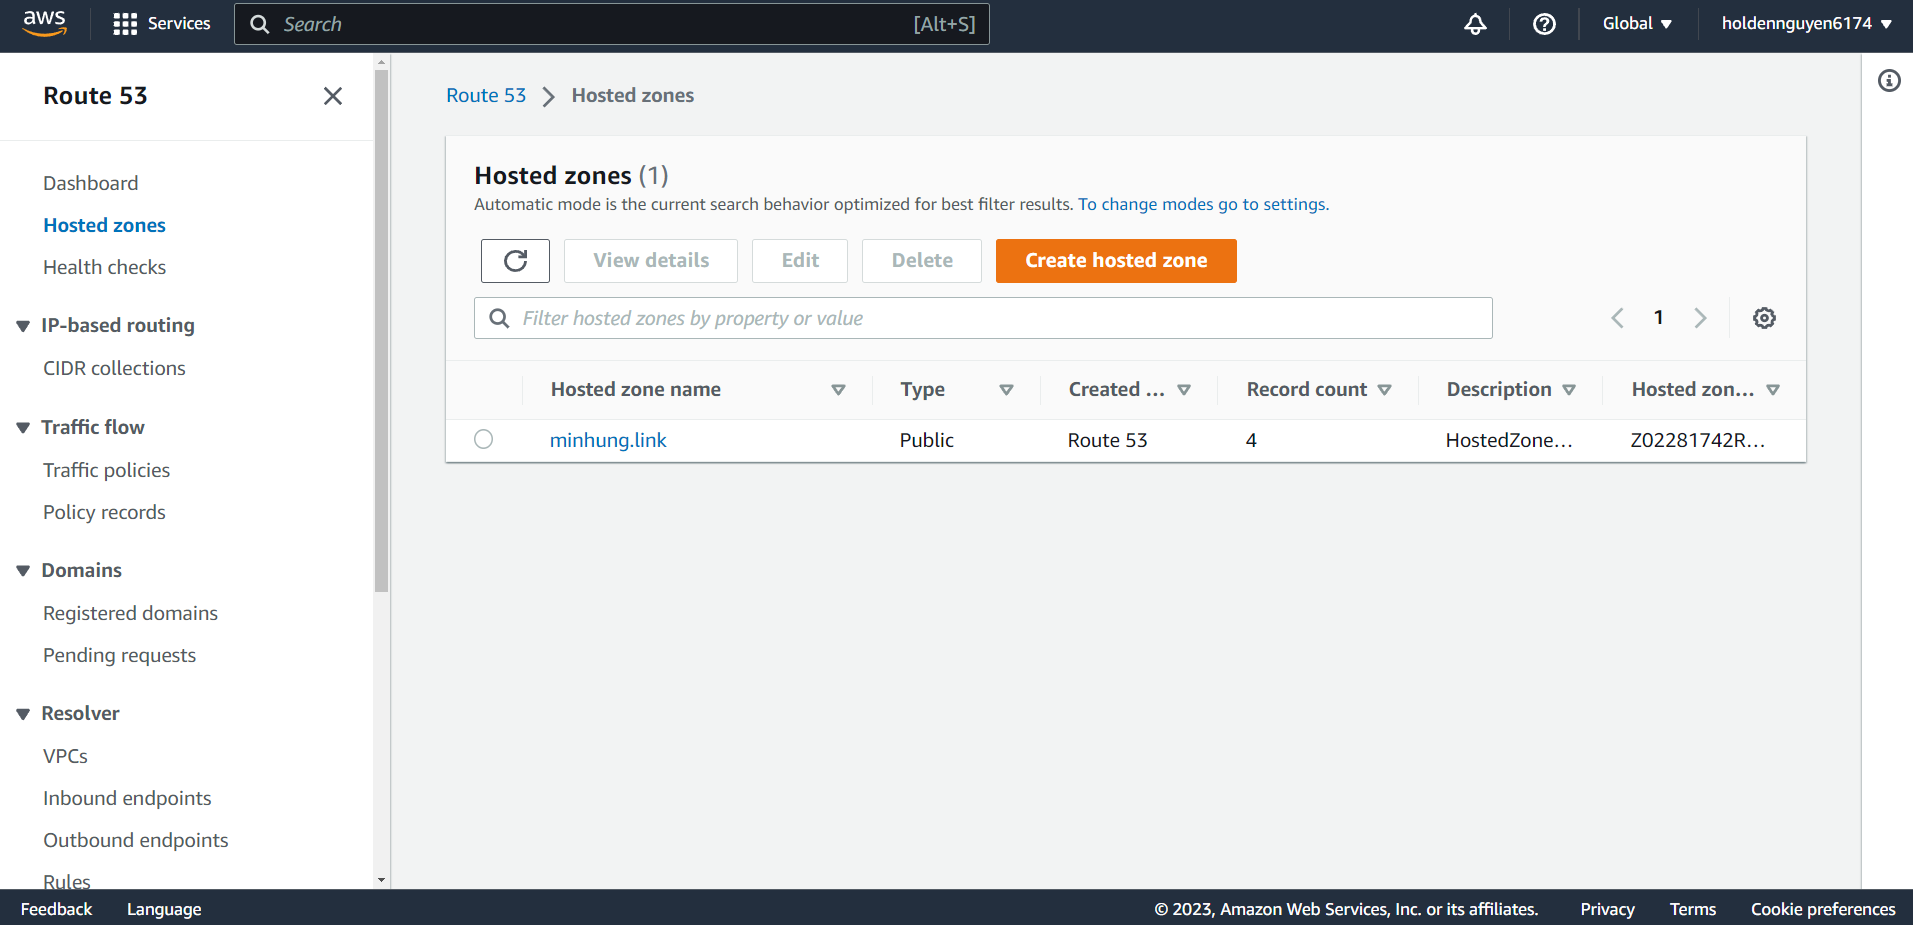 aws Services Search [Alt+S] Global holdennguyen6174
Route 53
Dashboard
Hosted zones
Health checks
IP-based routing
CIDR collections
Traffic flow
Traffic policies
Policy records
Domains
Registered domains
Pending requests
Resolver
VPCs
Inbound endpoints
Outbound endpoints
Rules
Route 53 Hosted zones
Hosted zones (1)
Automatic mode is the current search behavior optimized for best filter results. To change modes go to settings.
View details Edit Delete Create hosted zone
Filter hosted zones by property or value 1
Hosted zone name Type Created ... Record count Description Hosted zon...
minhung.link Public Route 53 4 HostedZone... Z02281742R...
Feedback Language © 2023, Amazon Web Services, Inc. or its affiliates. Privacy Terms Cookie preferences